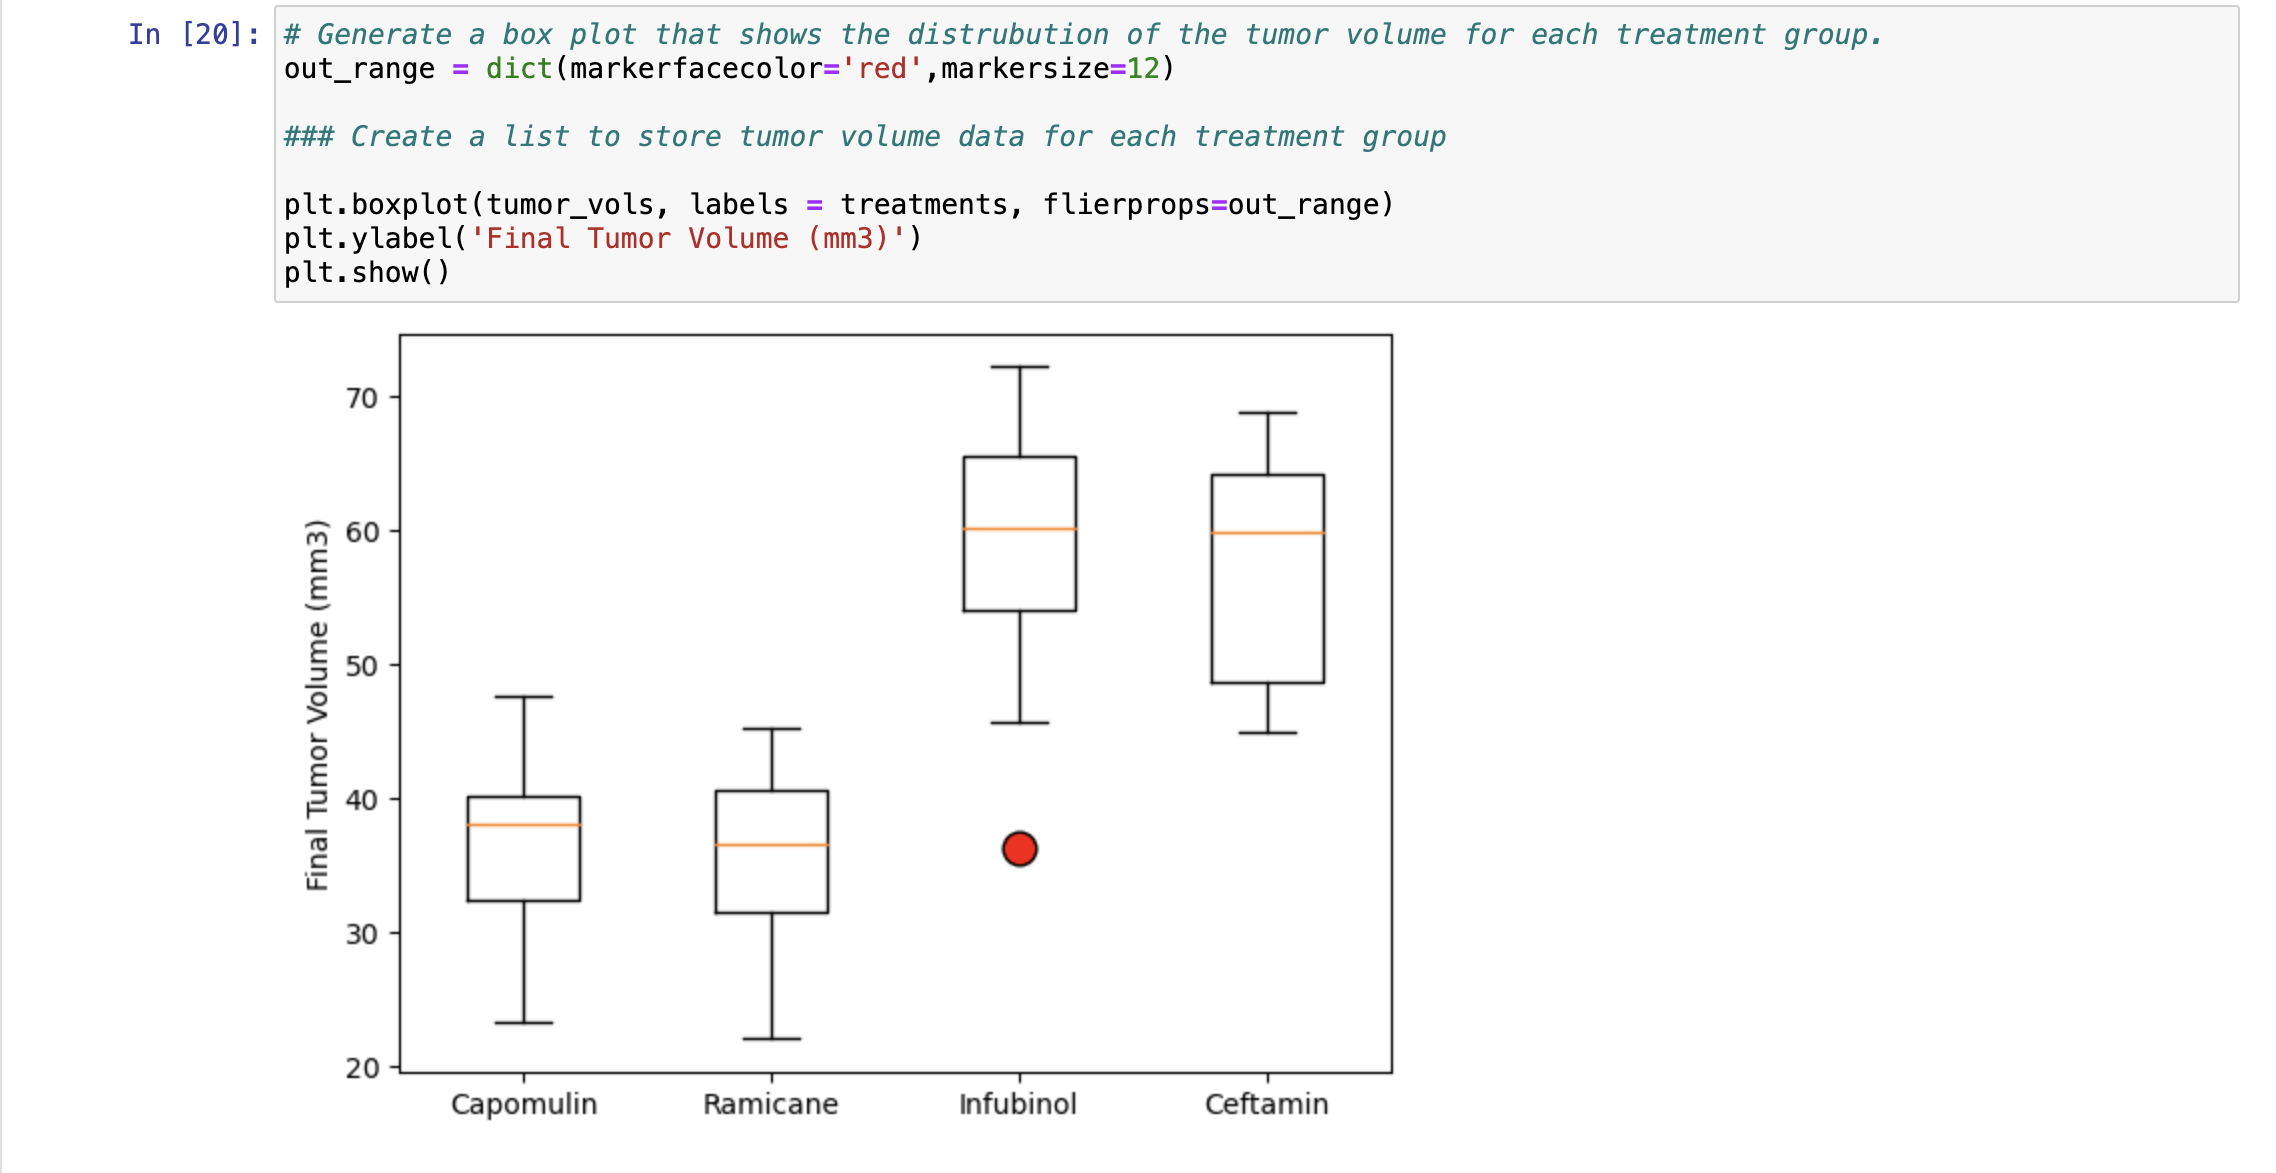 In [20]:
# Generate a box plot that shows the distrubution of the tumor volume for each treatment group.
out_range = dict(markerfacecolor='red',markersize=12)
### Create a list to store tumor volume data for each treatment group
plt.boxplot(tumor_vols, labels = treatments, flierprops=out_range)
plt.ylabel('Final Tumor Volume (mm3)')
plt.show()
Final Tumor Volume (mm3)
70
60
50
40
30
20
Capomulin Ramicane Infubinol Ceftamin